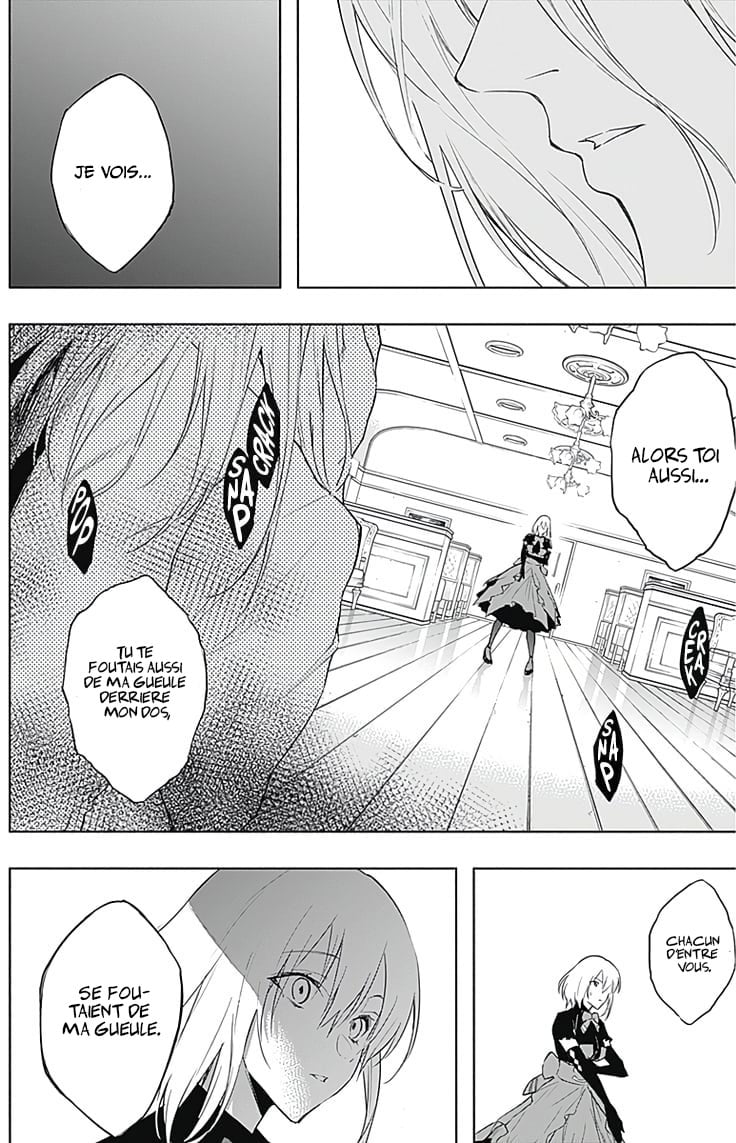 JE VOIS...
ALORS TOI
AUSSI...
CRACK
SNAP
POP
TU TE
FOUTAIS AUSSI
DE MA GUEULE
DERRIERE
MON DOS,
CREAK
SNAP
CHACUN
D'ENTRE
VOUS.
SE FOU-
TAIENT DE
MA GUEULE.